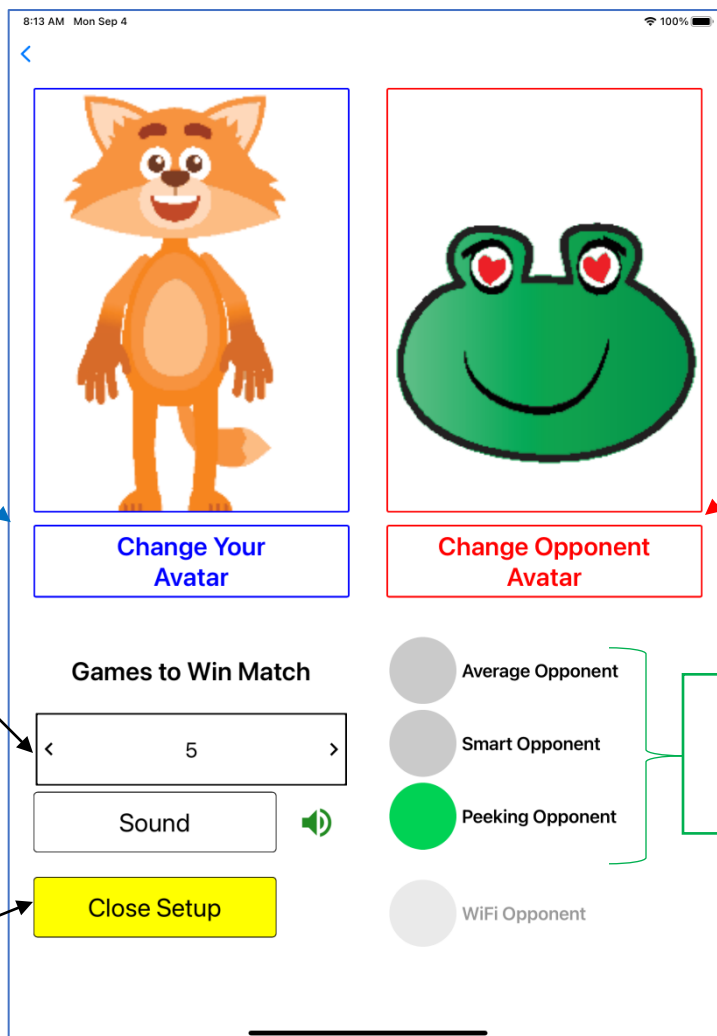 8:13 AM Mon Sep 4
100%
Change Your
Avatar
Change Opponent
Avatar
Games to Win Match
5
Sound
Close Setup
Average Opponent
Smart Opponent
Peeking Opponent
WiFi Opponent